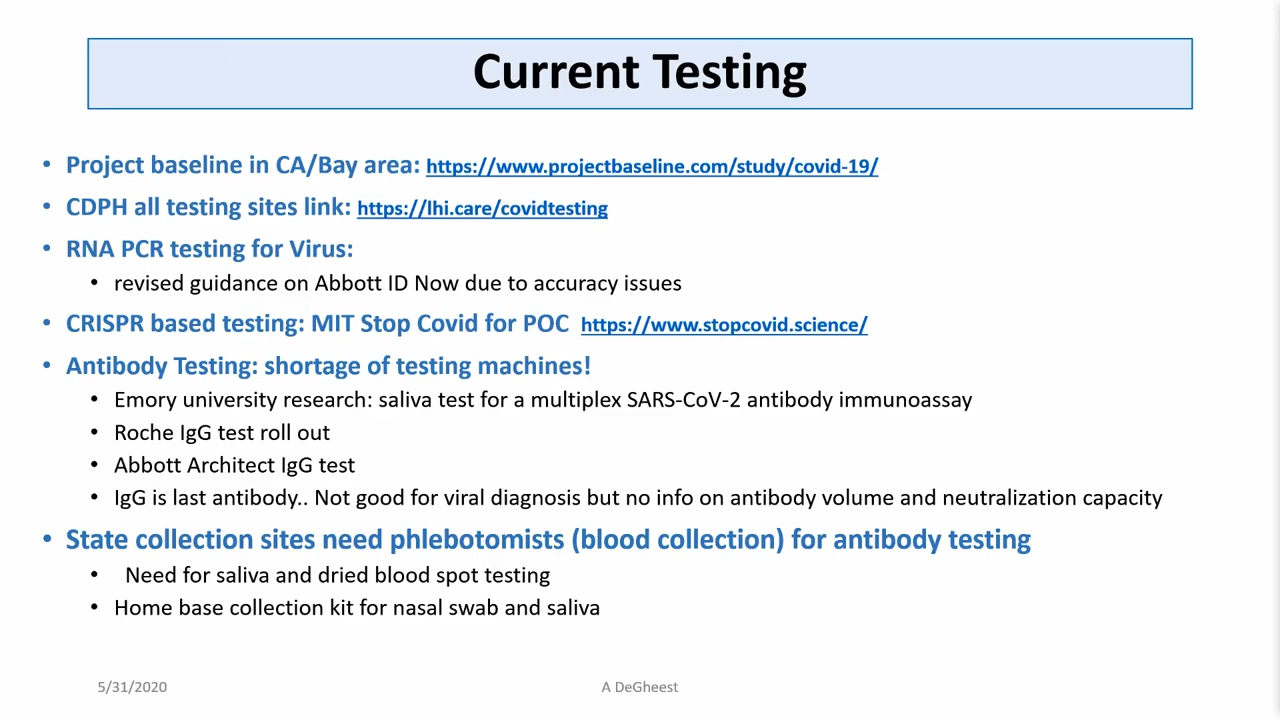 Current Testing
• Project baseline in CA/Bay area: https://www.projectbaseline.com/study/covid-19/
• CDPH all testing sites link: https://lhi.care/covidtesting
• RNA PCR testing for Virus:
• revised guidance on Abbott ID Now due to accuracy issues
• CRISPR based testing: MIT Stop Covid for POC https://www.stopcovid.science/
• Antibody Testing: shortage of testing machines!
• Emory university research: saliva test for a multiplex SARS-CoV-2 antibody immunoassay
• Roche IgG test roll out
• Abbott Architect IgG test
• IgG is last antibody.. Not good for viral diagnosis but no info on antibody volume and neutralization capacity
• State collection sites need phlebotomists (blood collection) for antibody testing
• Need for saliva and dried blood spot testing
• Home base collection kit for nasal swab and saliva
5/31/2020 A DeGheest